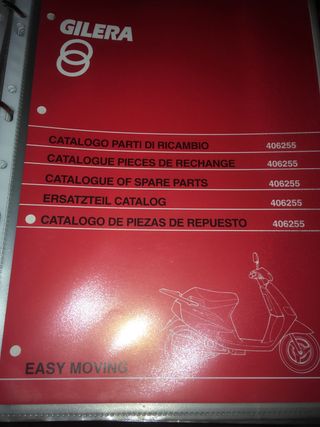 GILERA
CATALOGO PARTI DI RICAMBIO 406255
CATALOGUE PIECES DE RECHANGE 406255
CATALOGUE OF SPARE PARTS 406255
ERSATZTEIL CATALOG 406255
CATALOGO DE PIEZAS DE REPUESTO 406255
EASY MOVING